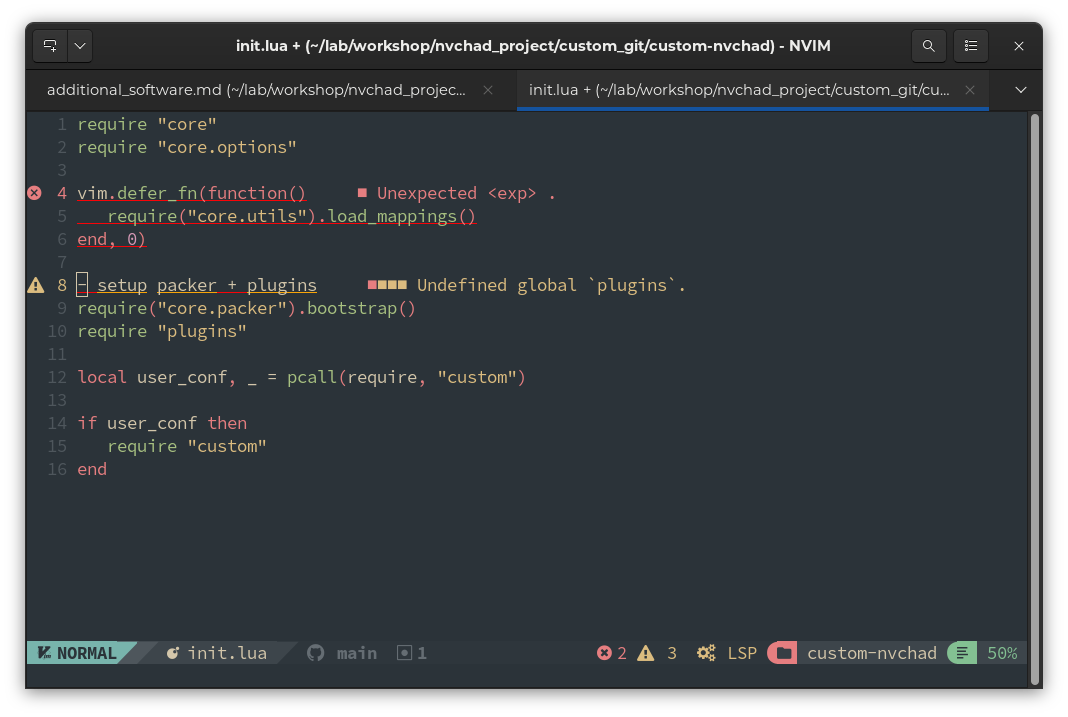 init.lua + (~/lab/workshop/nvchad_project/custom_git/custom-nvchad) - NVIM
additional_software.md (~/lab/workshop/nvchad_projec...
init.lua + (~/lab/workshop/nvchad_project/custom_git/cu...
1 require "core"
2 require "core.options"
3
4 vim.defer_fn(function() ■ Unexpected <exp> .
5 require("core.utils").load_mappings()
6 end, 0)
7
8 - setup packer + plugins ■■■■ Undefined global `plugins`.
9 require("core.packer").bootstrap()
10 require "plugins"
11
12 local user_conf, _ = pcall(require, "custom")
13
14 if user_conf then
15 require "custom"
16 end
NORMAL init.lua main 1 2 3 LSP custom-nvchad 50%